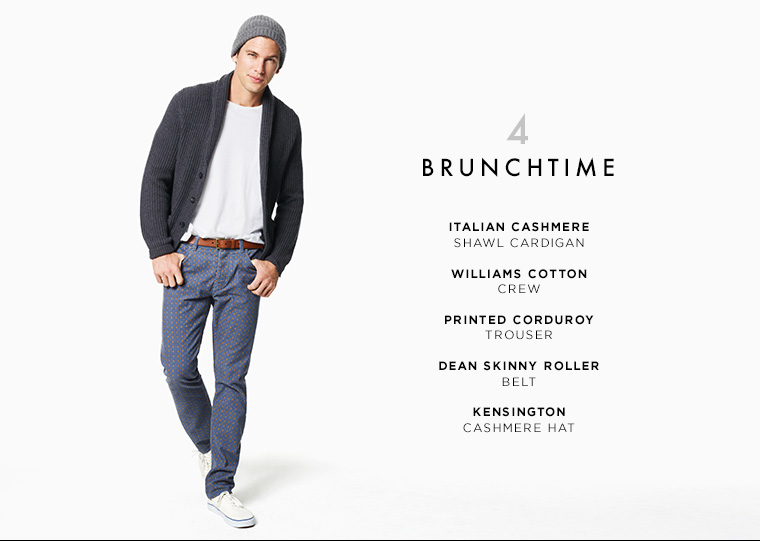 4
BRUNCHTIME
ITALIAN CASHMERE
SHAWL CARDIGAN
WILLIAMS COTTON
CREW
PRINTED CORDUROY
TROUSER
DEAN SKINNY ROLLER
BELT
KENSINGTON
CASHMERE HAT